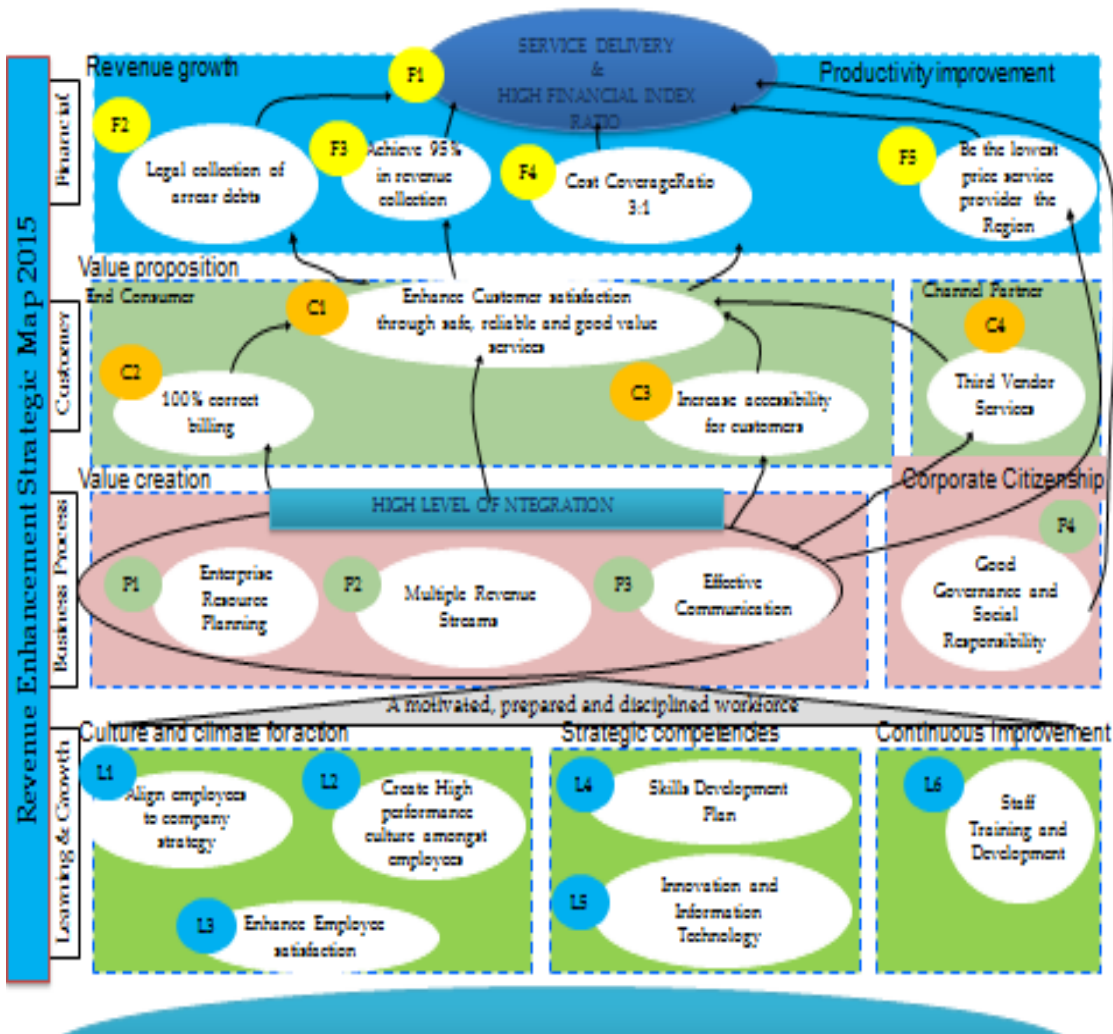 Revenue Enhancement Strategic Map 2015
Financial
Revenue growth
Productivity improvement
F1
SERVICE DELIVERY
&
HIGH FINANCIAL INDEX
RATIO
F2
Legal collection of
arrear debts
F3
Achieve 95%
in revenue
collection
F4
Cost CoverageRatio
3:1
F5
Be the lowest
price service
provider the
Region
Customer
Value proposition
End Consumer
Channel Partner
C1
Enhance Customer satisfaction
through safe, reliable and good value
services
C2
100% correct
billing
C3
Increase accessibility
for customers
C4
Third Vendor
Services
Business Process
Value creation
Corporate Citizenship
HIGH LEVEL OF NTEGRATION
P1
Enterprise
Resource
Planning
P2
Multiple Revenue
Streams
P3
Effective
Communication
P4
Good
Governance and
Social
Responsibility
A motivated, prepared and disciplined workforce
Learning & Growth
Culture and climate for action
Strategic competencies
Continuous Improvement
L1
Align employees
to company
strategy
L2
Create High
performance
culture amongst
employees
L3
Enhance Employee
satisfaction
L4
Skills Development
Plan
L5
Innovation and
Information
Technology
L6
Staff
Training and
Development